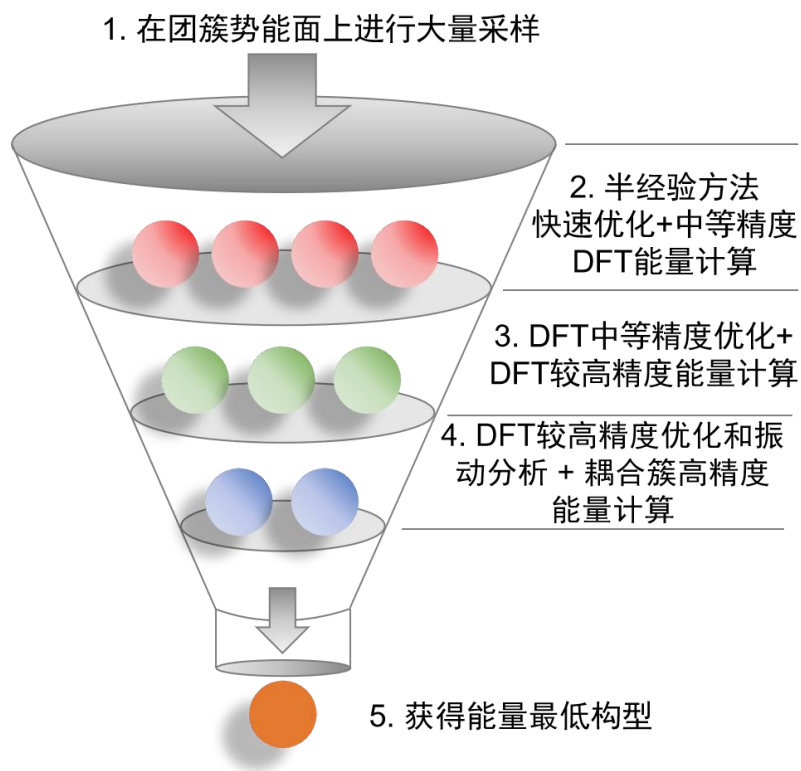 1. 在团簇势能面上进行大量采样
2. 半经验方法
快速优化+中等精度
DFT能量计算
3. DFT中等精度优化+
DFT较高精度能量计算
4. DFT较高精度优化和振
动分析 + 耦合簇高精度
能量计算
5. 获得能量最低构型